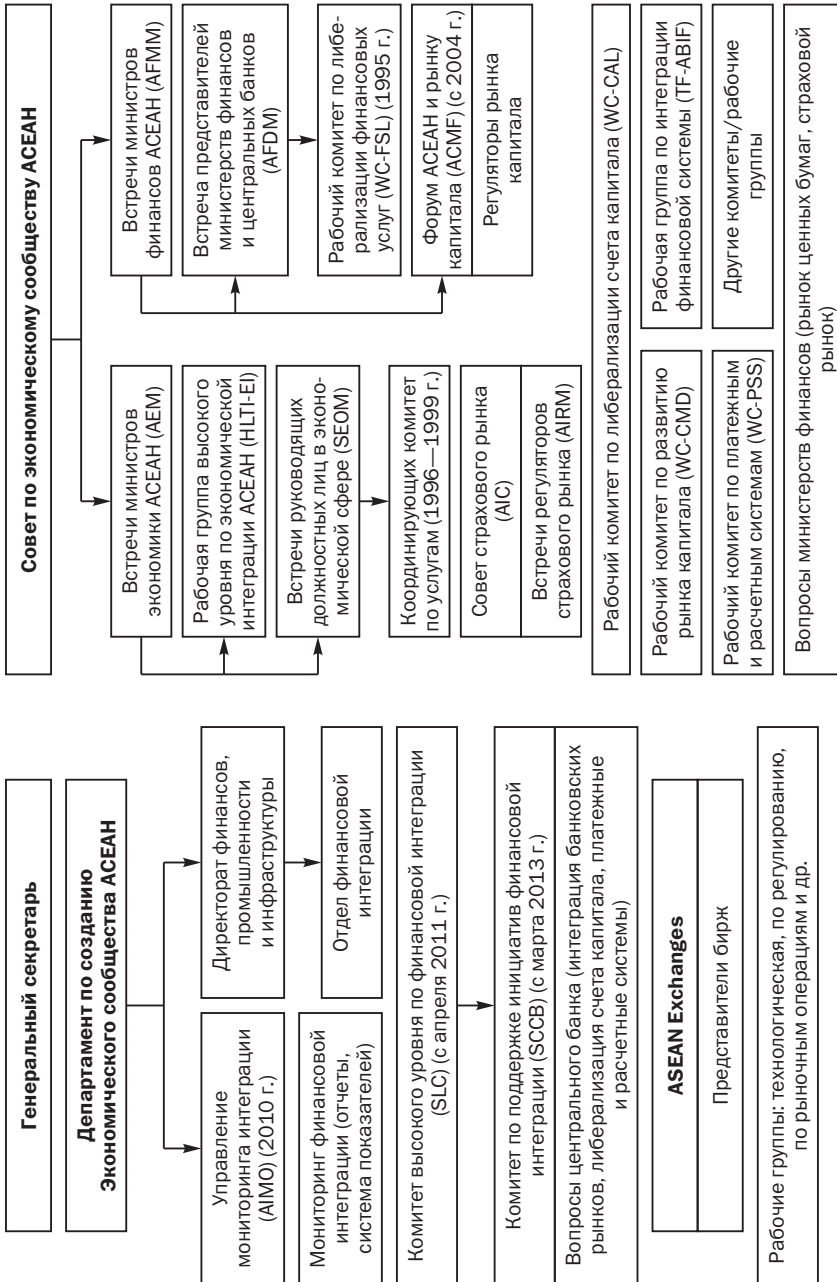 Генеральный секретарь
Департамент по созданию
Экономического сообщества АСЕАН
Управление
мониторинга интеграции
(AIMO) (2010 г.)
Директорат финансов,
промышленности
и инфраструктуры
Мониторинг финансовой
интеграции (отчеты,
система показателей)
Отдел финансовой
интеграции
Комитет высокого уровня по финансовой интеграции
(SLC) (с апреля 2011 г.)
Комитет по поддержке инициатив финансовой
интеграции (SCCB) (с марта 2013 г.)
Вопросы центрального банка (интеграция банковских
рынков, либерализация счета капитала, платежные
и расчетные системы)
ASEAN Exchanges
Представители бирж
Рабочие группы: технологическая, по регулированию,
по рыночным операциям и др.
Совет по экономическому сообществу АСЕАН
Встречи министров
экономики АСЕАН (AEM)
Рабочая группа высокого
уровня по экономической
интеграции АСЕАН (HLTI-EI)
Встречи руководящих
должностных лиц в эконо-
мической сфере (SEOM)
Координирующих комитет
по услугам (1996—1999 г.)
Совет страхового рынка
(AIC)
Встречи регуляторов
страхового рынка (AIRM)
Встречи министров
финансов АСЕАН (AFMM)
Встреча представителей
министерств финансов
и центральных банков
(AFDM)
Рабочий комитет по либе-
рализации финансовых
услуг (WC-FSL) (1995 г.)
Форум АСЕАН и рынку
капитала (ACMF) (с 2004 г.)
Регуляторы рынка
капитала
Рабочий комитет по либерализации счета капитала (WC-CAL)
Рабочий комитет по развитию
рынка капитала (WC-CMD)
Рабочая группа по интеграции
финансовой системы (TF-ABIF)
Рабочий комитет по платежным
и расчетным системам (WC-PSS)
Другие комитеты/рабочие
группы
Вопросы министерств финансов (рынок ценных бумаг, страховой
рынок)